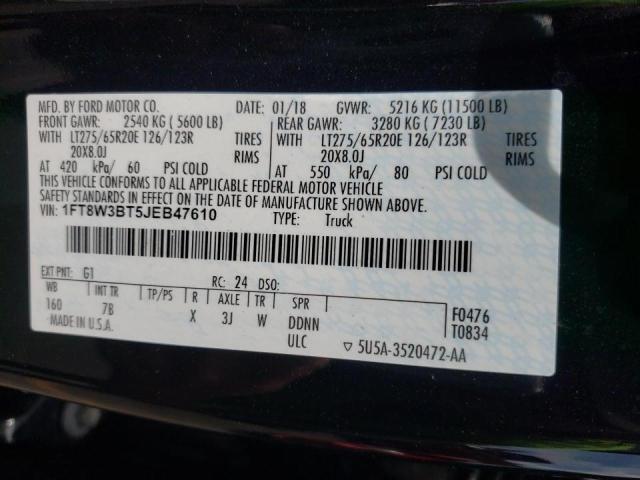 MFD. BY FORD MOTOR CO. DATE: 01/18 GVWR: 5216 KG (11500 LB)
FRONT GAWR: 2540 KG (5600 LB) REAR GAWR: 3280 KG (7230 LB)
WITH LT275/65R20E 126/123R TIRES WITH LT275/65R20E 126/123R TIRES
20X8.0J RIMS 20X8.0J RIMS
AT 420 kPa/ 60 PSI COLD AT 550 kPa/ 80 PSI COLD
THIS VEHICLE CONFORMS TO ALL APPLICABLE FEDERAL MOTOR VEHICLE
SAFETY STANDARDS IN EFFECT ON THE DATE OF MANUFACTURE SHOWN ABOVE
VIN: 1FT8W3BT5JEB47610 TYPE: Truck
EXT PNT: G1 RC: 24 DSO:
WB INT TR TP/PS R AXLE TR SPR
160 7B X 3J W DDNN F0476
ULC T0834
MADE IN U.S.A. ▽ 5U5A-3520472-AA